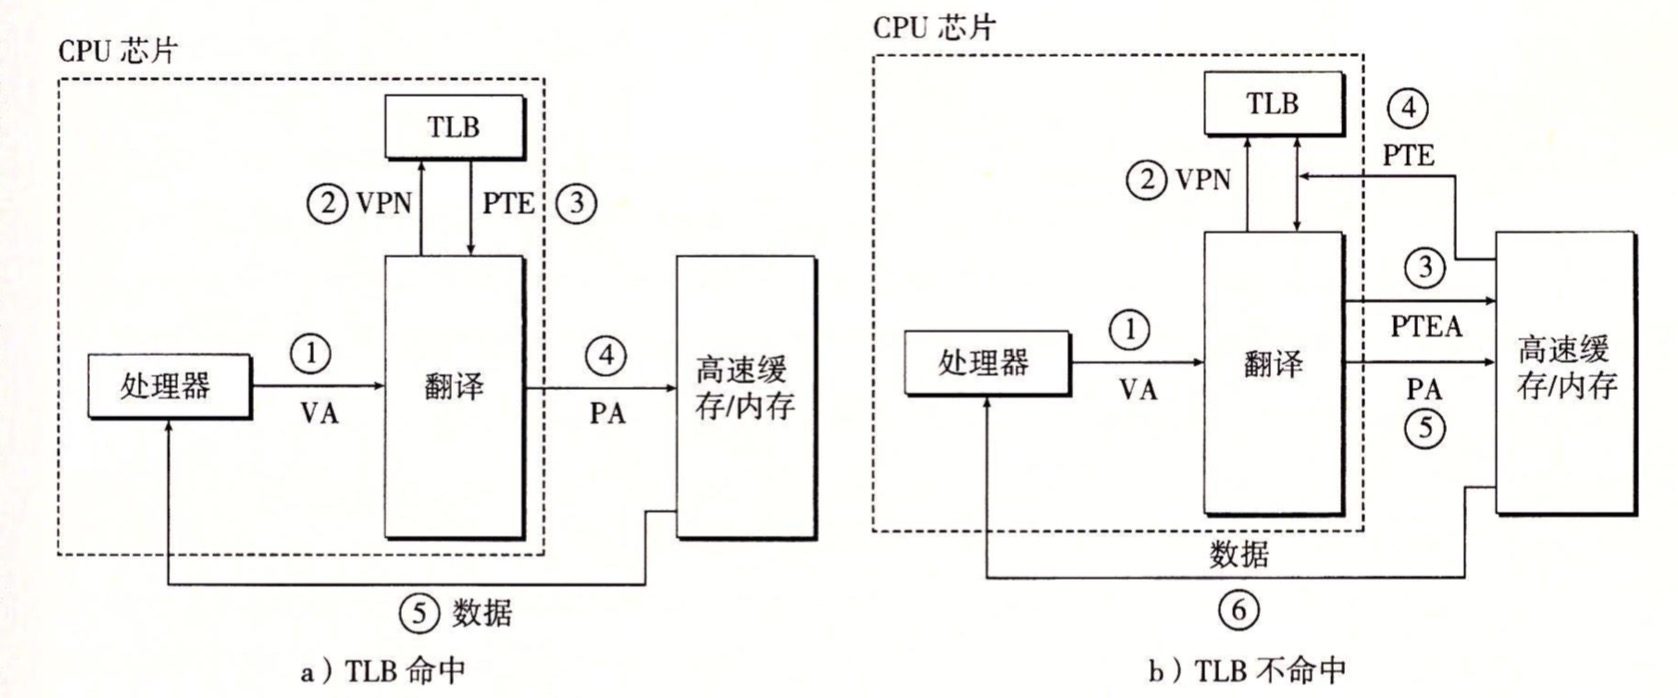 CPU 芯片
TLB
② VPN
PTE ③
处理器
①
VA
翻译
④
PA
高速缓
存/内存
⑤ 数据
a) TLB 命中
CPU 芯片
TLB
④
PTE
② VPN
处理器
①
VA
翻译
③
PTEA
PA
⑤
高速缓
存/内存
数据
⑥
b) TLB 不命中